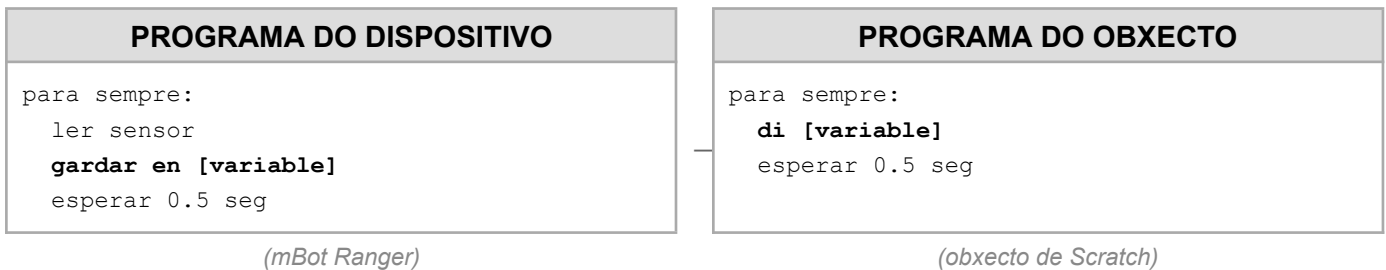 PROGRAMA DO DISPOSITIVO
para sempre:
ler sensor
gardar en [variable]
esperar 0.5 seg
(mBot Ranger)
PROGRAMA DO OBXECTO
para sempre:
di [variable]
esperar 0.5 seg
(obxecto de Scratch)